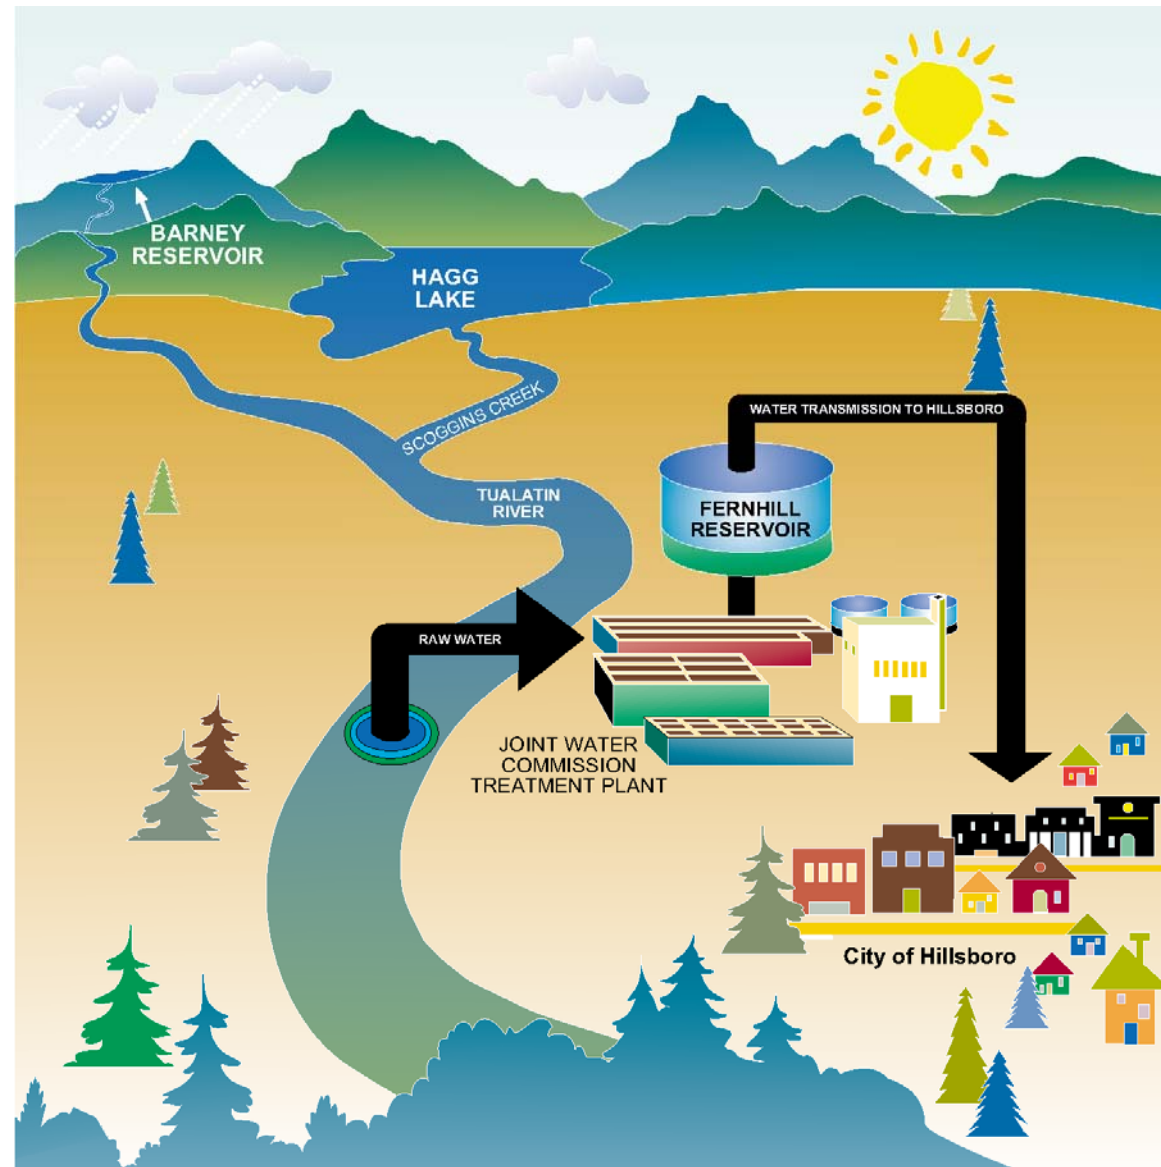 BARNEY
RESERVOIR
HAGG
LAKE
SCOGGINS CREEK
WATER TRANSMISSION TO HILLSBORO
TUALATIN
RIVER
FERNHILL
RESERVOIR
RAW WATER
JOINT WATER
COMMISSION
TREATMENT PLANT
City of Hillsboro